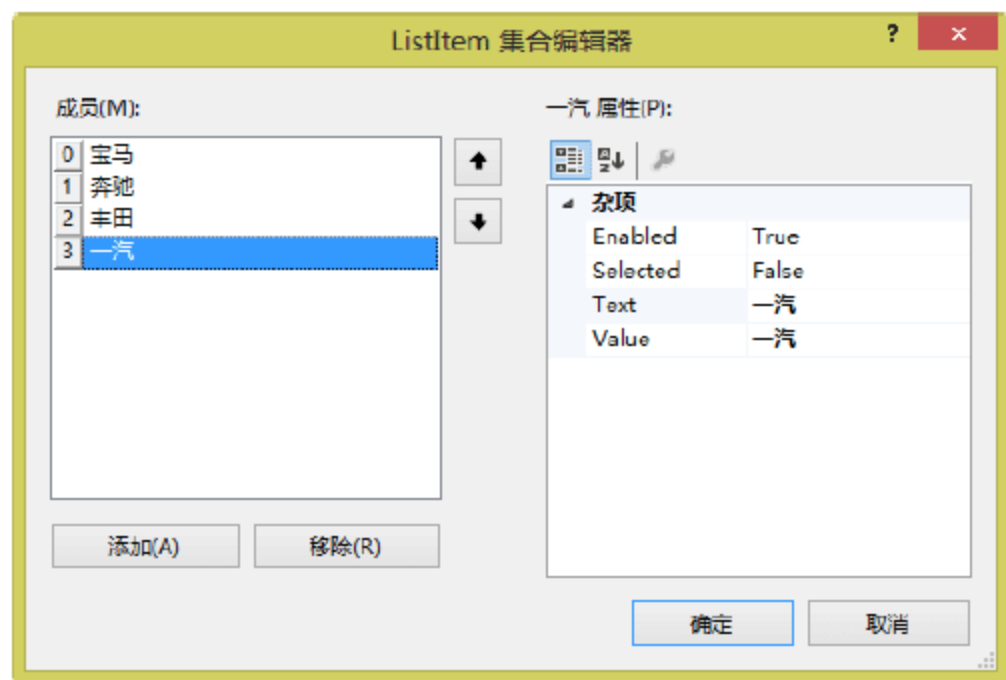 ListItem 集合编辑器
?
成员(M):
0 宝马
1 奔驰
2 丰田
3 一汽
添加(A)
移除(R)
一汽 属性(P):
杂项
Enabled True
Selected False
Text 一汽
Value 一汽
确定
取消